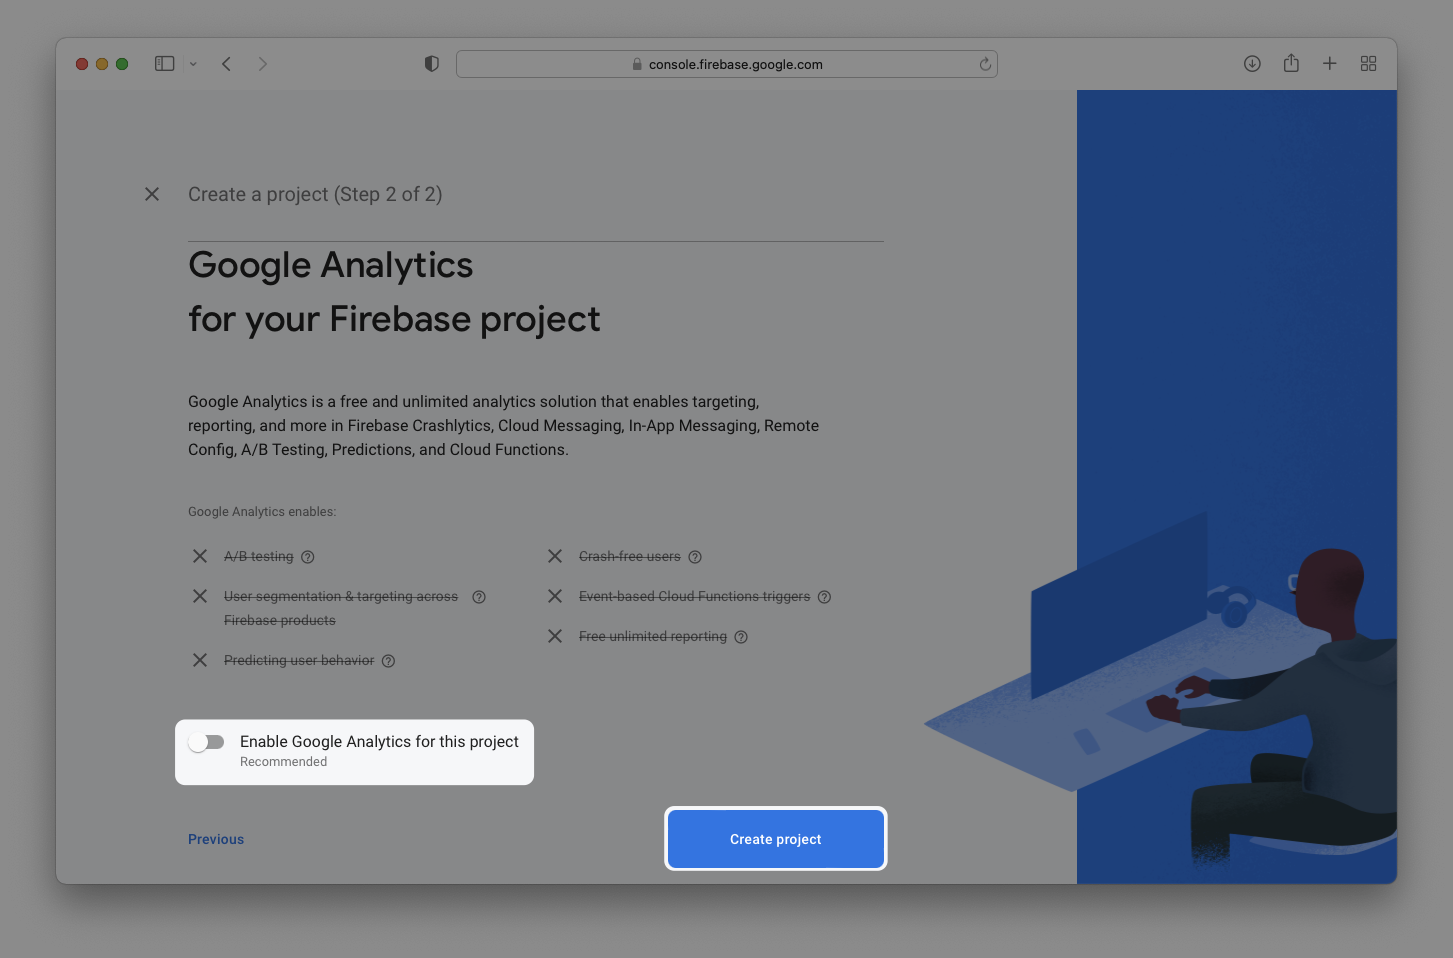 console.firebase.google.com
Create a project (Step 2 of 2)
Google Analytics
for your Firebase project
Google Analytics is a free and unlimited analytics solution that enables targeting,
reporting, and more in Firebase Crashlytics, Cloud Messaging, In-App Messaging, Remote
Config, A/B Testing, Predictions, and Cloud Functions.
Google Analytics enables:
A/B testing
User segmentation & targeting across
Firebase products
Predicting user behavior
Crash-free users
Event-based Cloud Functions triggers
Free unlimited reporting
Enable Google Analytics for this project
Recommended
Previous
Create project